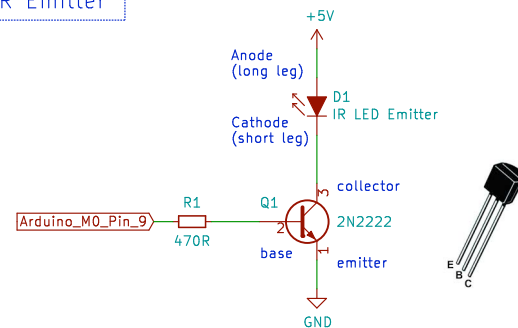 IR Emitter
+5V
Anode
(long leg)
D1
IR LED Emitter
Cathode
(short leg)
3
collector
R1
Q1
Arduino_M0_Pin_9
2
2N2222
470R
base
1
emitter
E
B
C
GND